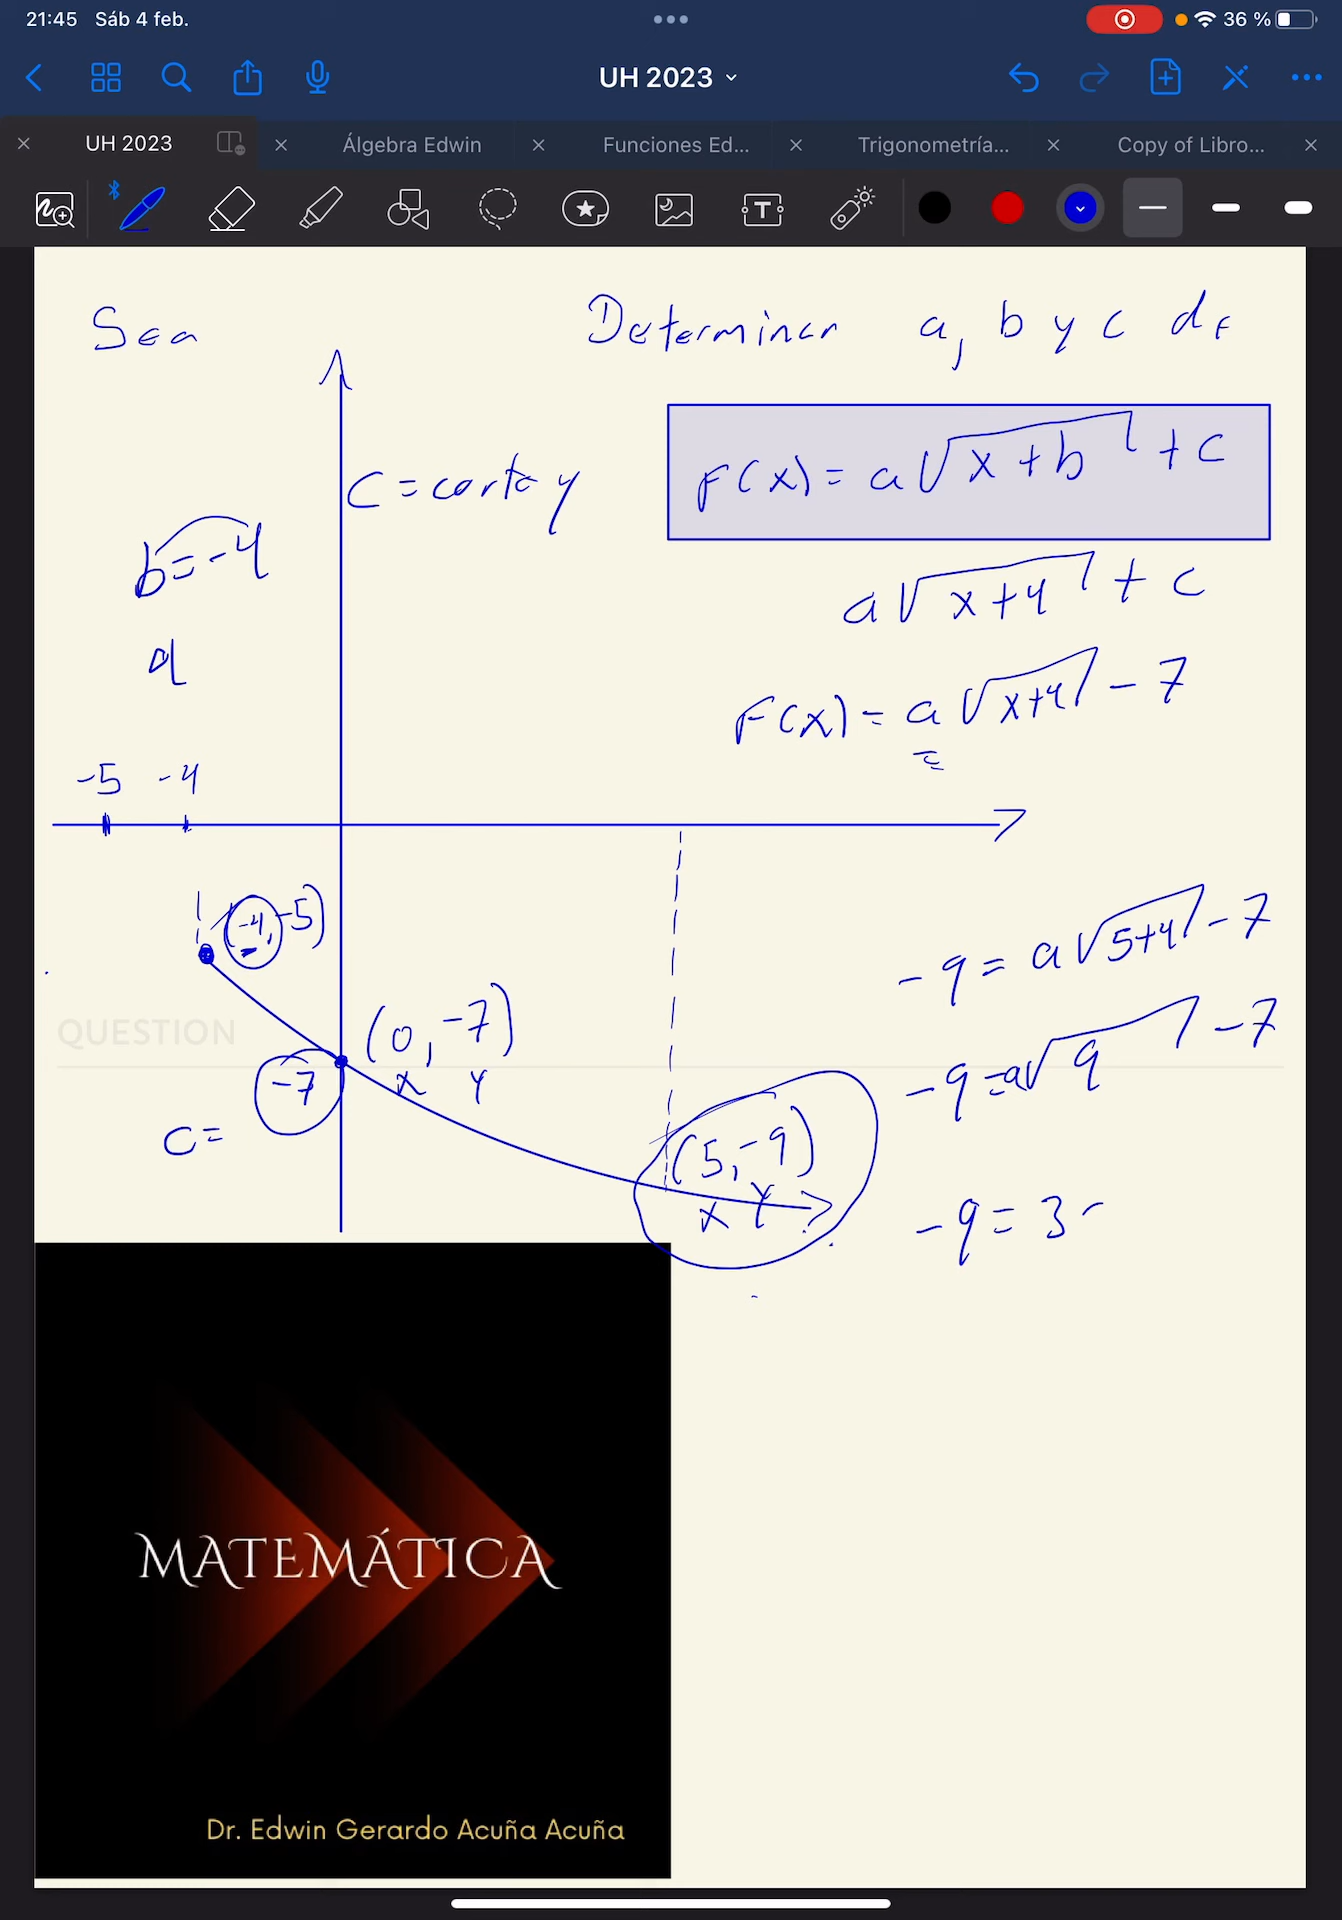 21:45 Sáb 4 feb. 36 %
UH 2023
UH 2023 Álgebra Edwin Funciones Ed... Trigonometría... Copy of Libro...
Sea Determinar a, b y c de
F(x) = a√(x+b) + c
c = corta y
b = -4
a√(x+4) + c
a
F(x) = a√(x+4) - 7
-5 -4
(-4,-5)
-9 = a√(5+4) - 7
(0, -7)
QUESTION
x y
-7
-9 = a√9 - 7
c =
(5,-9)
x y
-9 = 3 -
MATEMÁTICA
Dr. Edwin Gerardo Acuña Acuña